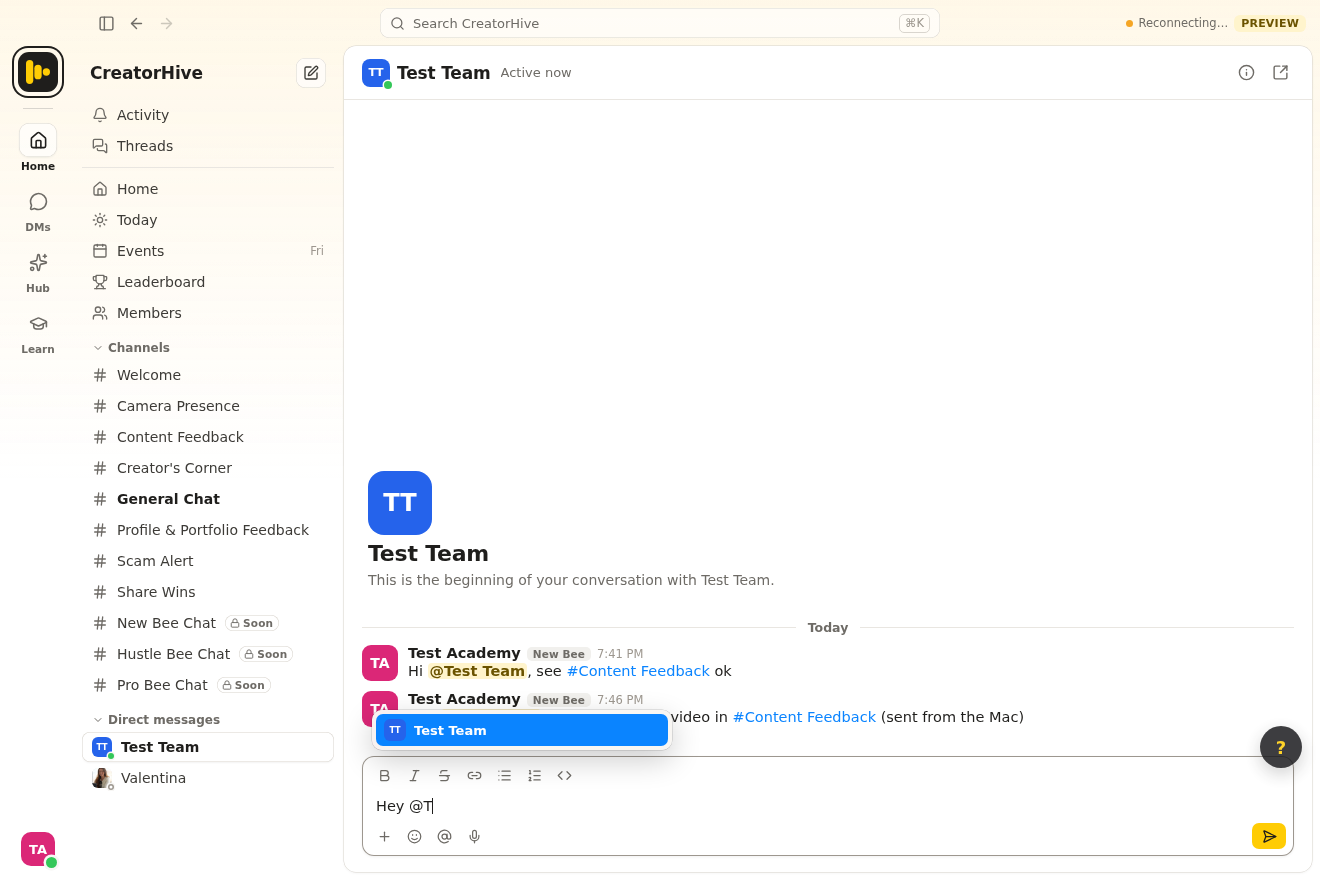 Search CreatorHive
⌘K
Reconnecting...
PREVIEW
CreatorHive
Activity
Threads
Home
Today
Events Fri
Leaderboard
Members
Channels
Welcome
Camera Presence
Content Feedback
Creator's Corner
General Chat
Profile & Portfolio Feedback
Scam Alert
Share Wins
New Bee Chat Soon
Hustle Bee Chat Soon
Pro Bee Chat Soon
Direct messages
TT Test Team
Valentina
Home
DMs
Hub
Learn
TA
TT Test Team Active now
TT
Test Team
This is the beginning of your conversation with Test Team.
Today
TA Test Academy New Bee 7:41 PM
Hi @Test Team, see #Content Feedback ok
TA Test Academy New Bee 7:46 PM
video in #Content Feedback (sent from the Mac)
TT Test Team
Hey @T
?